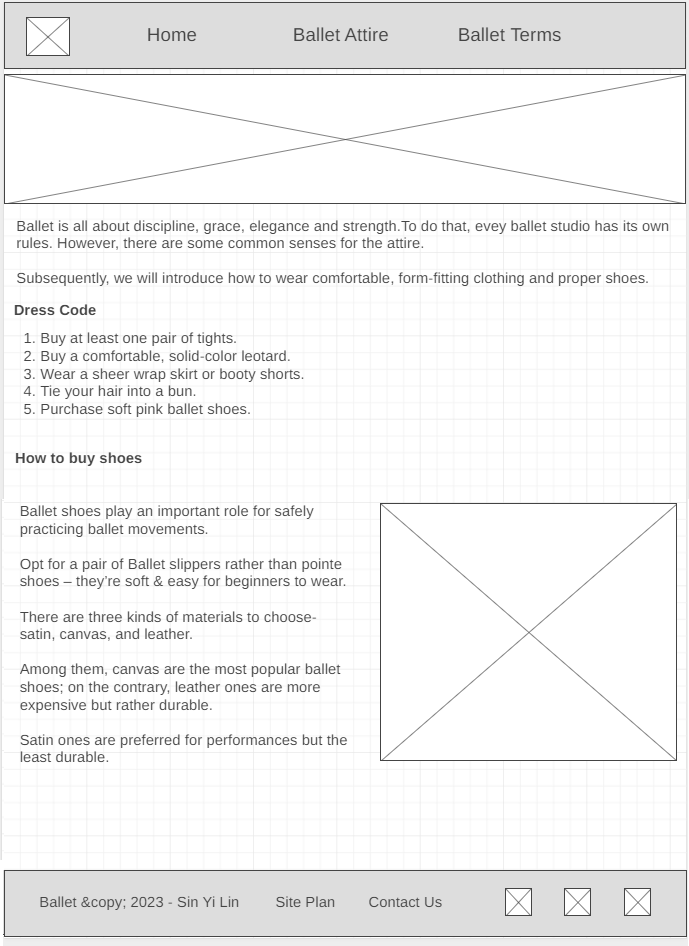 Home Ballet Attire Ballet Terms
Ballet is all about discipline, grace, elegance and strength.To do that, evey ballet studio has its own
rules. However, there are some common senses for the attire.
Subsequently, we will introduce how to wear comfortable, form-fitting clothing and proper shoes.
Dress Code
1. Buy at least one pair of tights.
2. Buy a comfortable, solid-color leotard.
3. Wear a sheer wrap skirt or booty shorts.
4. Tie your hair into a bun.
5. Purchase soft pink ballet shoes.
How to buy shoes
Ballet shoes play an important role for safely
practicing ballet movements.
Opt for a pair of Ballet slippers rather than pointe
shoes – they’re soft & easy for beginners to wear.
There are three kinds of materials to choose-
satin, canvas, and leather.
Among them, canvas are the most popular ballet
shoes; on the contrary, leather ones are more
expensive but rather durable.
Satin ones are preferred for performances but the
least durable.
Ballet &copy; 2023 - Sin Yi Lin Site Plan Contact Us